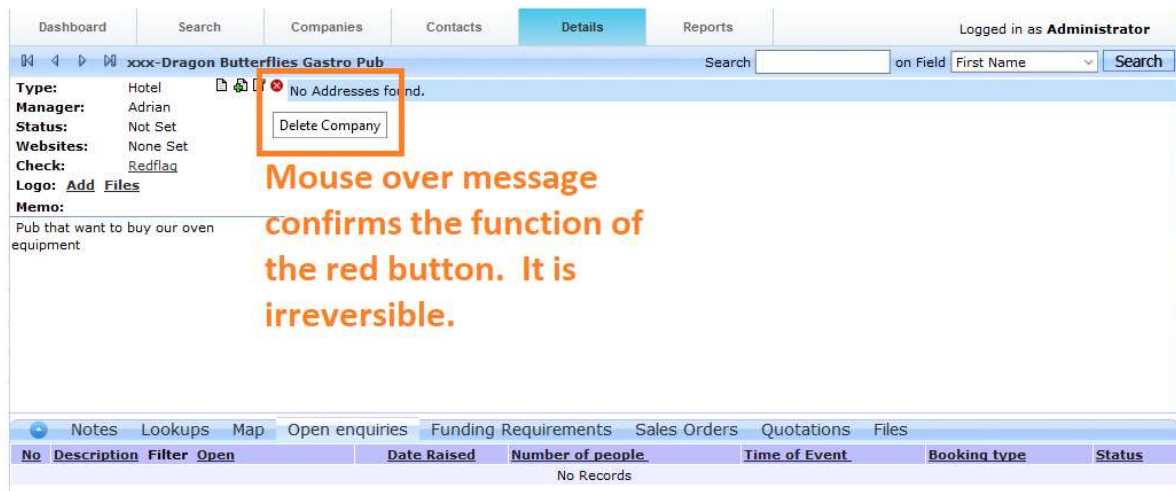 Dashboard Search Companies Contacts Details Reports Logged in as Administrator
xxx-Dragon Butterflies Gastro Pub Search on Field First Name Search
Type: Hotel No Addresses found.
Manager: Adrian
Status: Not Set Delete Company
Websites: None Set
Check: Redflag
Logo: Add Files
Memo:
Pub that want to buy our oven
equipment
Mouse over message
confirms the function of
the red button. It is
irreversible.
Notes Lookups Map Open enquiries Funding Requirements Sales Orders Quotations Files
No Description Filter Open Date Raised Number of people Time of Event Booking type Status
No Records